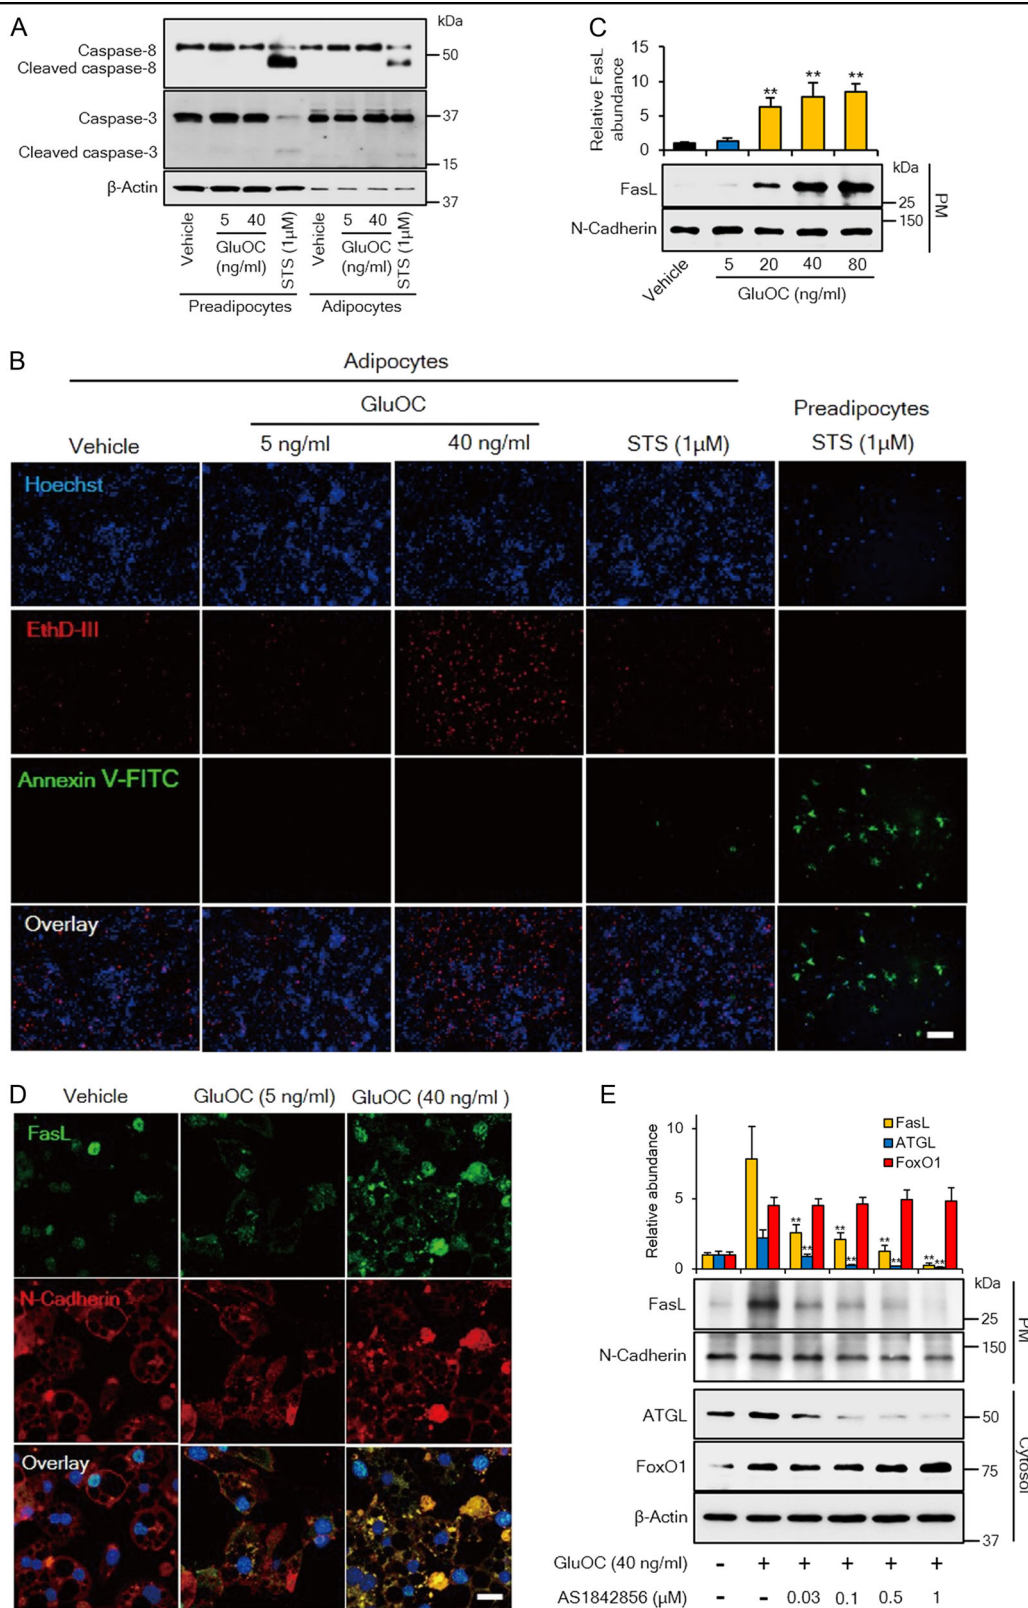 A
kDa
Caspase-8
Cleaved caspase-8
50
Caspase-3
37
Cleaved caspase-3
15
β-Actin
37
Vehicle
5 40
GluOC
(ng/ml)
STS (1μM)
Vehicle
5 40
GluOC
(ng/ml)
STS (1μM)
Preadipocytes
Adipocytes
C
Relative FasL
abundance
15
10
5
0
** ** **
kDa
FasL
25
N-Cadherin
150
PM
Vehicle
5 20 40 80
GluOC (ng/ml)
B
Adipocytes
GluOC
Preadipocytes
Vehicle
5 ng/ml
40 ng/ml
STS (1μM)
STS (1μM)
Hoechst
EthD-III
Annexin V-FITC
Overlay
D
Vehicle
GluOC (5 ng/ml)
GluOC (40 ng/ml )
FasL
N-Cadherin
Overlay
E
Relative abundance
10
5
0
FasL
ATGL
FoxO1
** ** ** ** ** ** ** **
kDa
FasL
25
N-Cadherin
150
PM
ATGL
50
FoxO1
75
β-Actin
37
Cytosol
GluOC (40 ng/ml) - + + + + +
AS1842856 (μM) - - 0.03 0.1 0.5 1